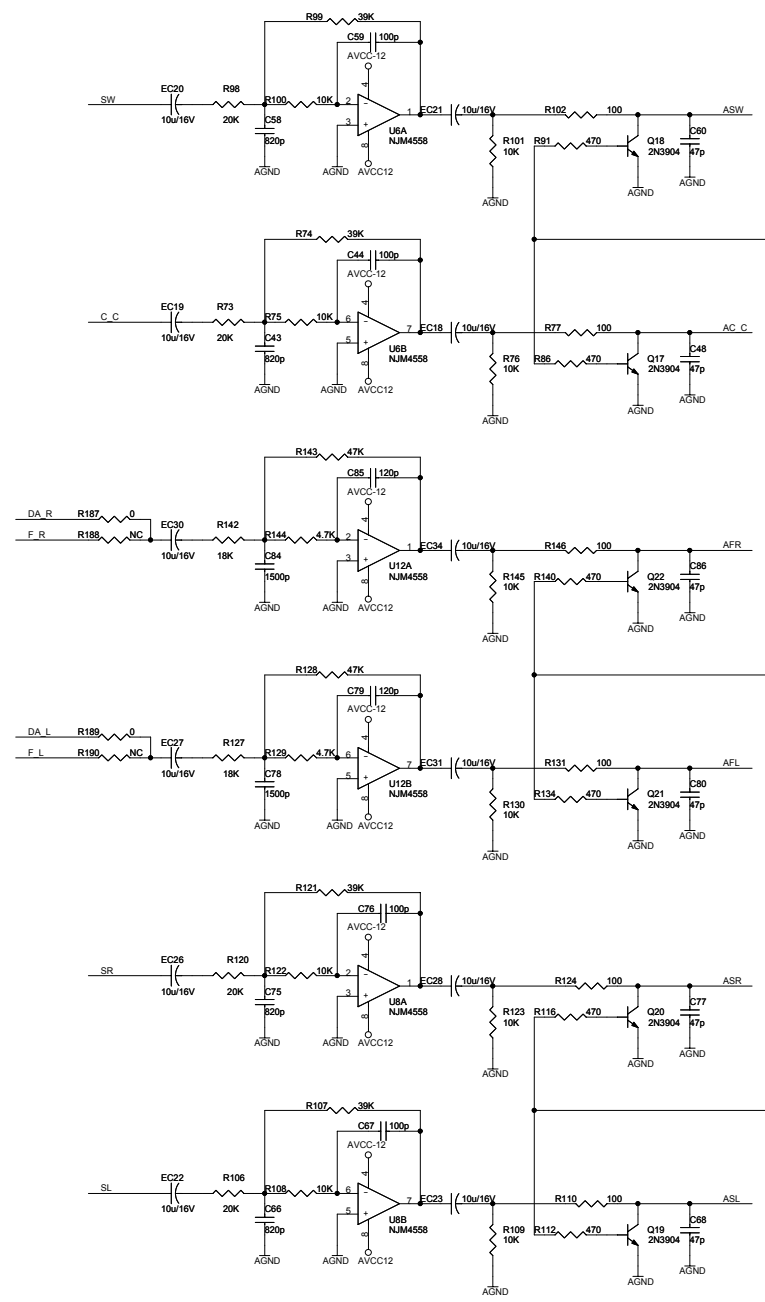 R99 39K
C59 100p
AVCC-12
SW EC20 10u/16V R98 20K R100 10K 4 2 3 8 1 EC21 10u/16V R102 100 ASW
C58 820p
U6A NJM4558
R101 10K
R91 470
Q18 2N3904
C60 47p
AGND AGND AVCC12 AGND AGND AGND
R74 39K
C44 100p
AVCC-12
C_C EC19 10u/16V R73 20K R75 10K 4 6 5 8 7 EC18 10u/16V R77 100 AC_C
C43 820p
U6B NJM4558
R76 10K
R86 470
Q17 2N3904
C48 47p
AGND AGND AVCC12 AGND AGND AGND
R143 47K
C85 120p
AVCC-12
DA_R R187 0
F_R R188 NC EC30 10u/16V R142 18K R144 4.7K 4 2 3 8 1 EC34 10u/16V R146 100 AFR
C84 1500p
U12A NJM4558
R145 10K
R140 470
Q22 2N3904
C86 47p
AGND AGND AVCC12 AGND AGND AGND
R128 47K
C79 120p
AVCC-12
DA_L R189 0
F_L R190 NC EC27 10u/16V R127 18K R129 4.7K 4 6 5 8 7 EC31 10u/16V R131 100 AFL
C78 1500p
U12B NJM4558
R130 10K
R134 470
Q21 2N3904
C80 47p
AGND AGND AVCC12 AGND AGND AGND
R121 39K
C76 100p
AVCC-12
SR EC26 10u/16V R120 20K R122 10K 4 2 3 8 1 EC28 10u/16V R124 100 ASR
C75 820p
U8A NJM4558
R123 10K
R116 470
Q20 2N3904
C77 47p
AGND AGND AVCC12 AGND AGND AGND
R107 39K
C67 100p
AVCC-12
SL EC22 10u/16V R106 20K R108 10K 4 6 5 8 7 EC23 10u/16V R110 100 ASL
C66 820p
U8B NJM4558
R109 10K
R112 470
Q19 2N3904
C68 47p
AGND AGND AVCC12 AGND AGND AGND